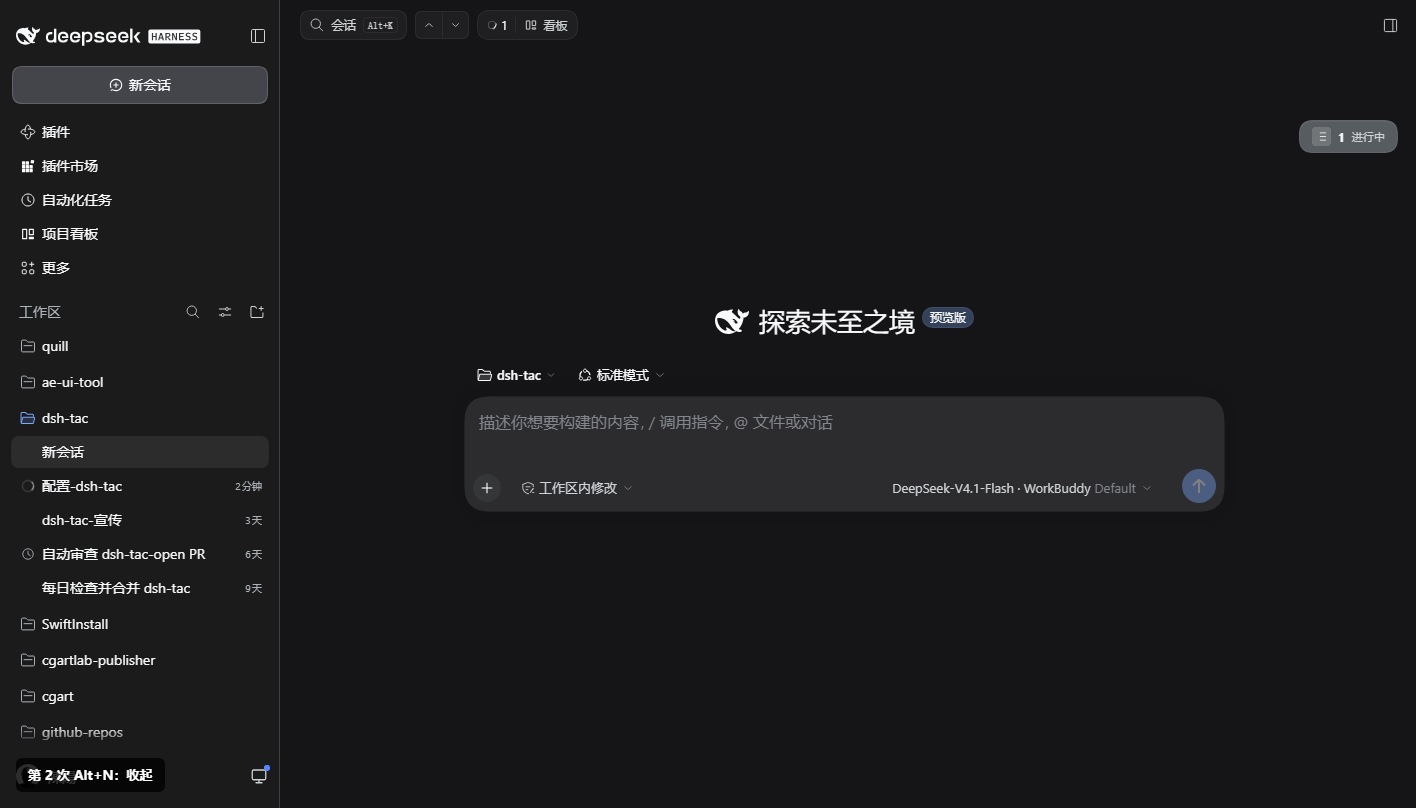 deepseek HARNESS
新会话
插件
插件市场
自动化任务
项目看板
更多
工作区
quill
ae-ui-tool
dsh-tac
新会话
配置-dsh-tac 2分钟
dsh-tac-宣传 3天
自动审查 dsh-tac-open PR 6天
每日检查并合并 dsh-tac 9天
SwiftInstall
cgartlab-publisher
cgart
github-repos
第 2 次 Alt+N：收起
会话 Alt+K
1 看板
1 进行中
探索未至之境 预览版
dsh-tac 标准模式
描述你想要构建的内容, / 调用指令, @ 文件或对话
工作区内修改 DeepSeek-V4.1-Flash · WorkBuddy Default